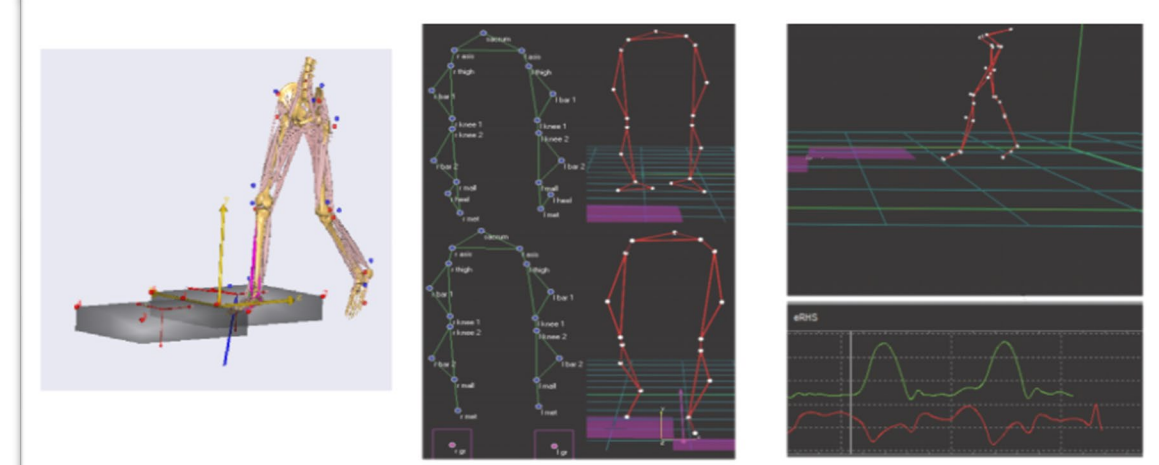 sacrum
r asis
l asis
r thigh
l thigh
r bar 1
l bar 1
r knee 1
l knee 1
r knee 2
l knee 2
r bar 2
l bar 2
r mall
l mall
r heel
l heel
r met
l met
sacrum
r asis
l asis
r thigh
l thigh
r bar 1
l bar 1
r knee 1
l knee 1
r knee 2
l knee 2
r bar 2
l bar 2
r mall
l mall
r met
l met
r gr
l gr
eRHS